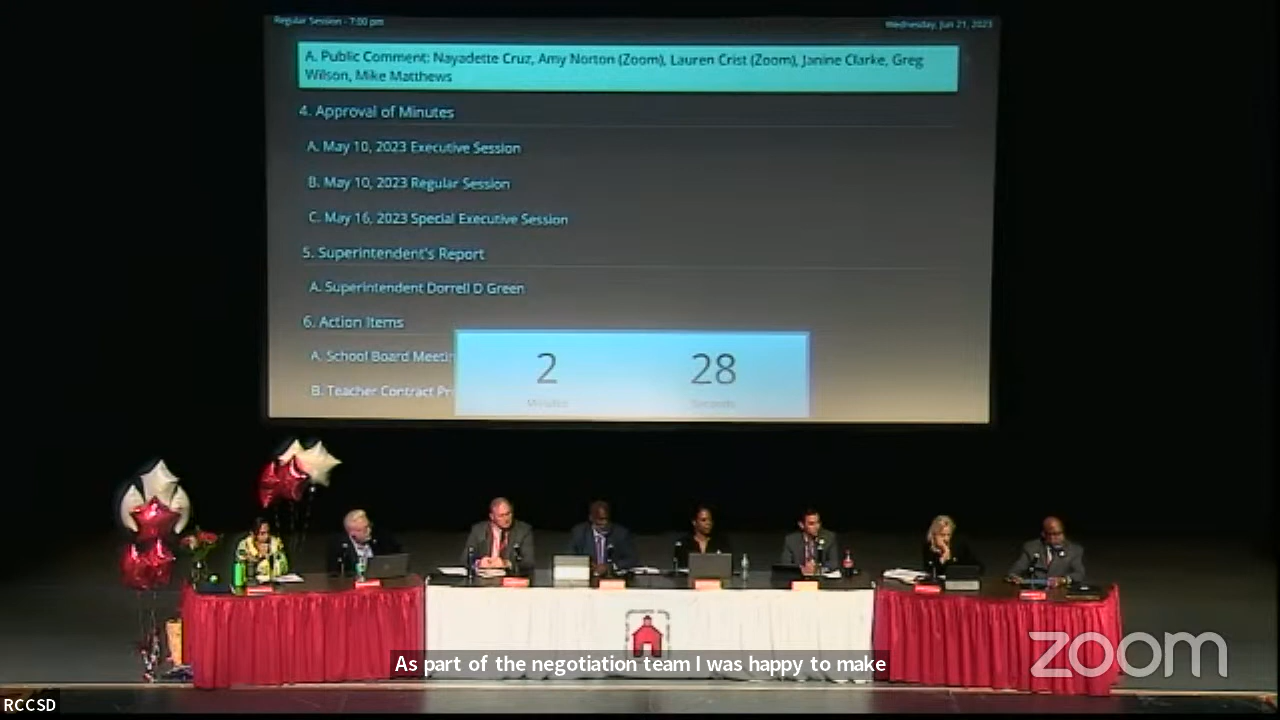 Regular Session - 7:00 pm
Wednesday, Jun 21, 2023
A. Public Comment: Nayadette Cruz, Amy Norton (Zoom), Lauren Crist (Zoom), Janine Clarke, Greg
Wilson, Mike Matthews
4. Approval of Minutes
A. May 10, 2023 Executive Session
B. May 10, 2023 Regular Session
C. May 16, 2023 Special Executive Session
5. Superintendent's Report
A. Superintendent Dorrell D Green
6. Action Items
A. School Board
B. Teacher Contract
2 28
Minutes Seconds
As part of the negotiation team I was happy to make
zoom
RCCSD